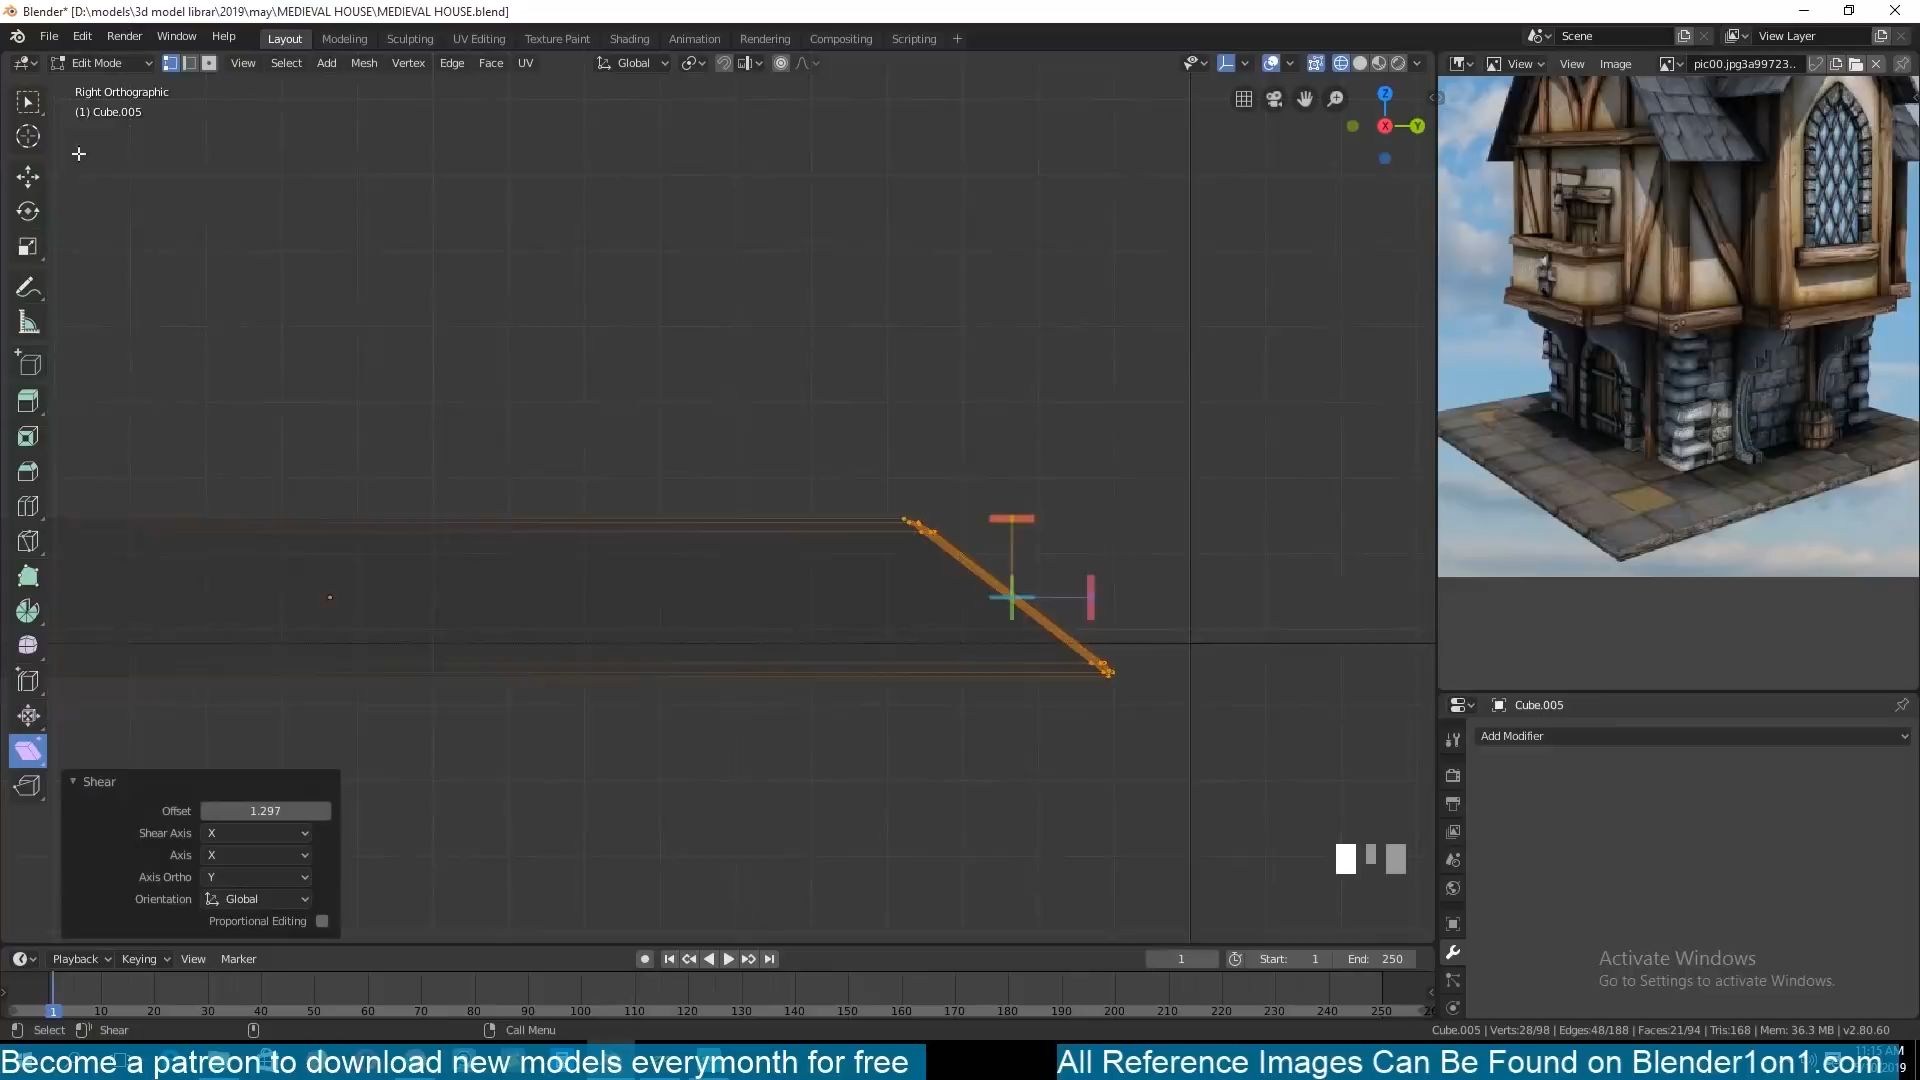 Blender* [D:\models\3d model librar\2019\may\MEDIEVAL HOUSE\MEDIEVAL HOUSE.blend]
File Edit Render Window Help Layout Modeling Sculpting UV Editing Texture Paint Shading Animation Rendering Compositing Scripting + Scene View Layer
Edit Mode View Select Add Mesh Vertex Edge Face UV Global View View Image pic00.jpg3a99723..
Right Orthographic
(1) Cube.005
Z
X Y
Cube.005
Add Modifier
Shear
Offset 1.297
Shear Axis X
Axis X
Axis Ortho Y
Orientation Global
Proportional Editing
Activate Windows
Go to Settings to activate Windows.
Playback Keying View Marker 1 Start: 1 End: 250
1 10 20 30 40 50 60 70 80 90 100 110 120 130 140 150 160 170 180 190 200 210 220 230 240 250
Select Shear Call Menu Cube.005 | Verts:28/98 | Edges:48/188 | Faces:21/94 | Tris:168 | Mem: 36.3 MB | v2.80.60
Become a patreon to download new models everymonth for free All Reference Images Can Be Found on Blender1on1.com
11:15 AM